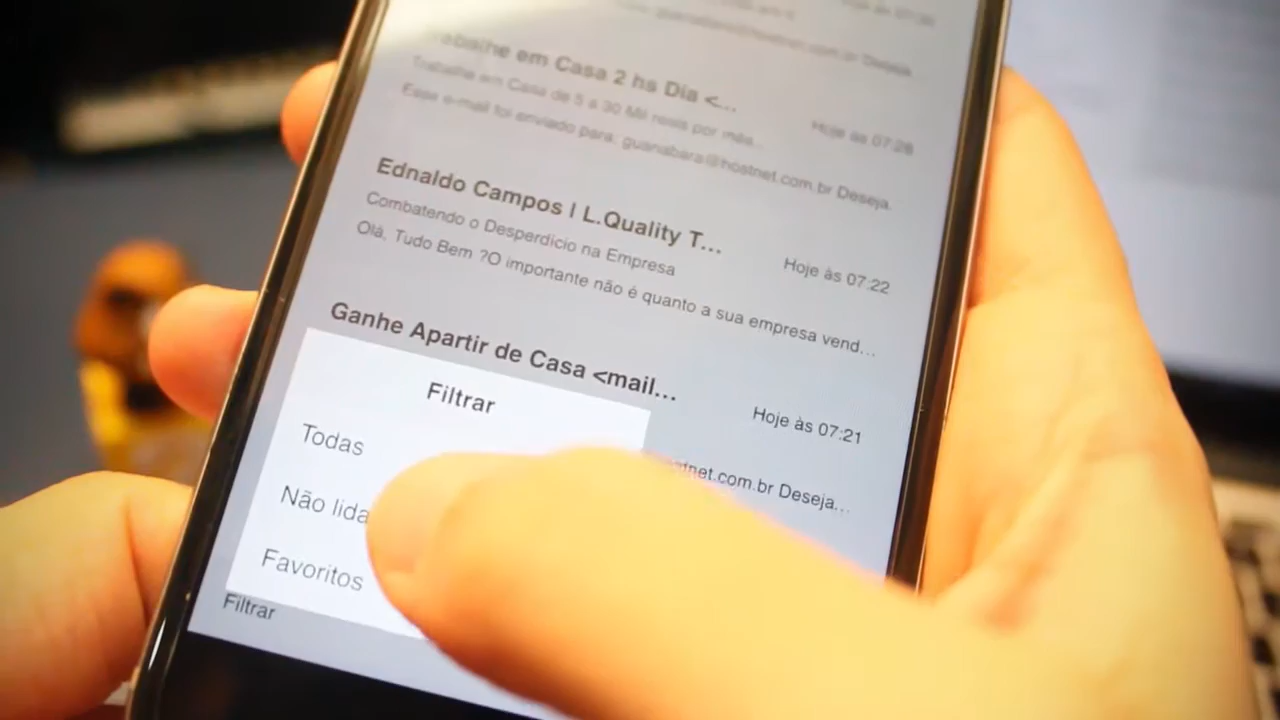 Trabalhe em Casa 2 hs Dia <...
Hoje às 07:26
Trabalhe em Casa de 5 a 30 Mil reais por mês...
Esse e-mail foi enviado para: guanabara@hostnet.com.br Deseja.
Ednaldo Campos | L.Quality T...
Hoje às 07:22
Combatendo o Desperdício na Empresa
Olá, Tudo Bem ?O importante não é quanto a sua empresa vend...
Ganhe Apartir de Casa <mail...
Hoje às 07:21
net.com.br Deseja...
Filtrar
Todas
Não lida
Favoritos
Filtrar